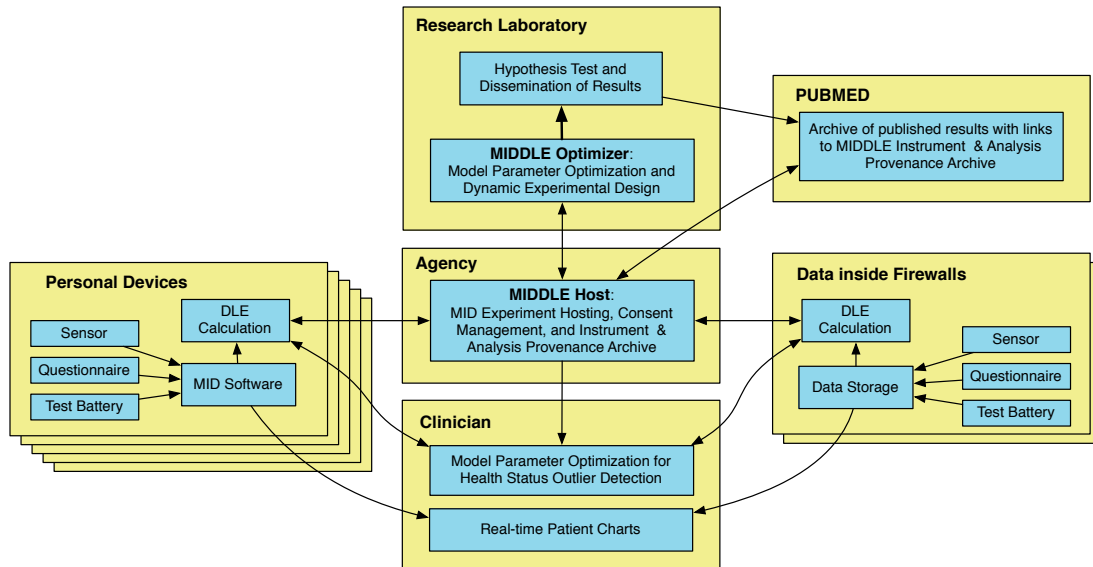 Research Laboratory
Hypothesis Test and
Dissemination of Results
MIDDLE Optimizer:
Model Parameter Optimization and
Dynamic Experimental Design
PUBMED
Archive of published results with links
to MIDDLE Instrument & Analysis
Provenance Archive
Personal Devices
DLE
Calculation
Sensor
Questionnaire
MID Software
Test Battery
Agency
MIDDLE Host:
MID Experiment Hosting, Consent
Management, and Instrument &
Analysis Provenance Archive
Data inside Firewalls
DLE
Calculation
Sensor
Data Storage
Questionnaire
Test Battery
Clinician
Model Parameter Optimization for
Health Status Outlier Detection
Real-time Patient Charts